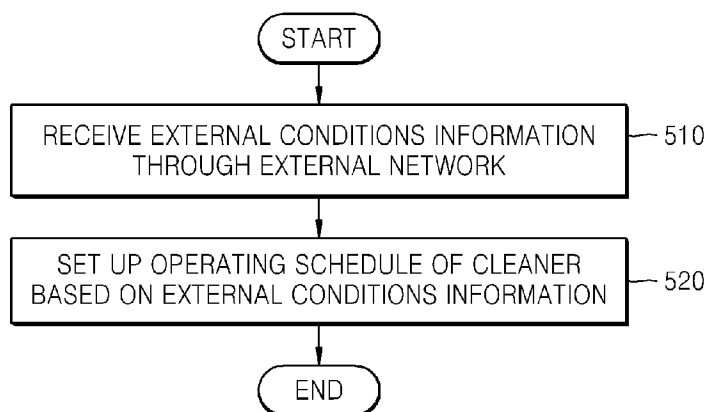 START
RECEIVE EXTERNAL CONDITIONS INFORMATION
THROUGH EXTERNAL NETWORK
510
SET UP OPERATING SCHEDULE OF CLEANER
BASED ON EXTERNAL CONDITIONS INFORMATION
520
END